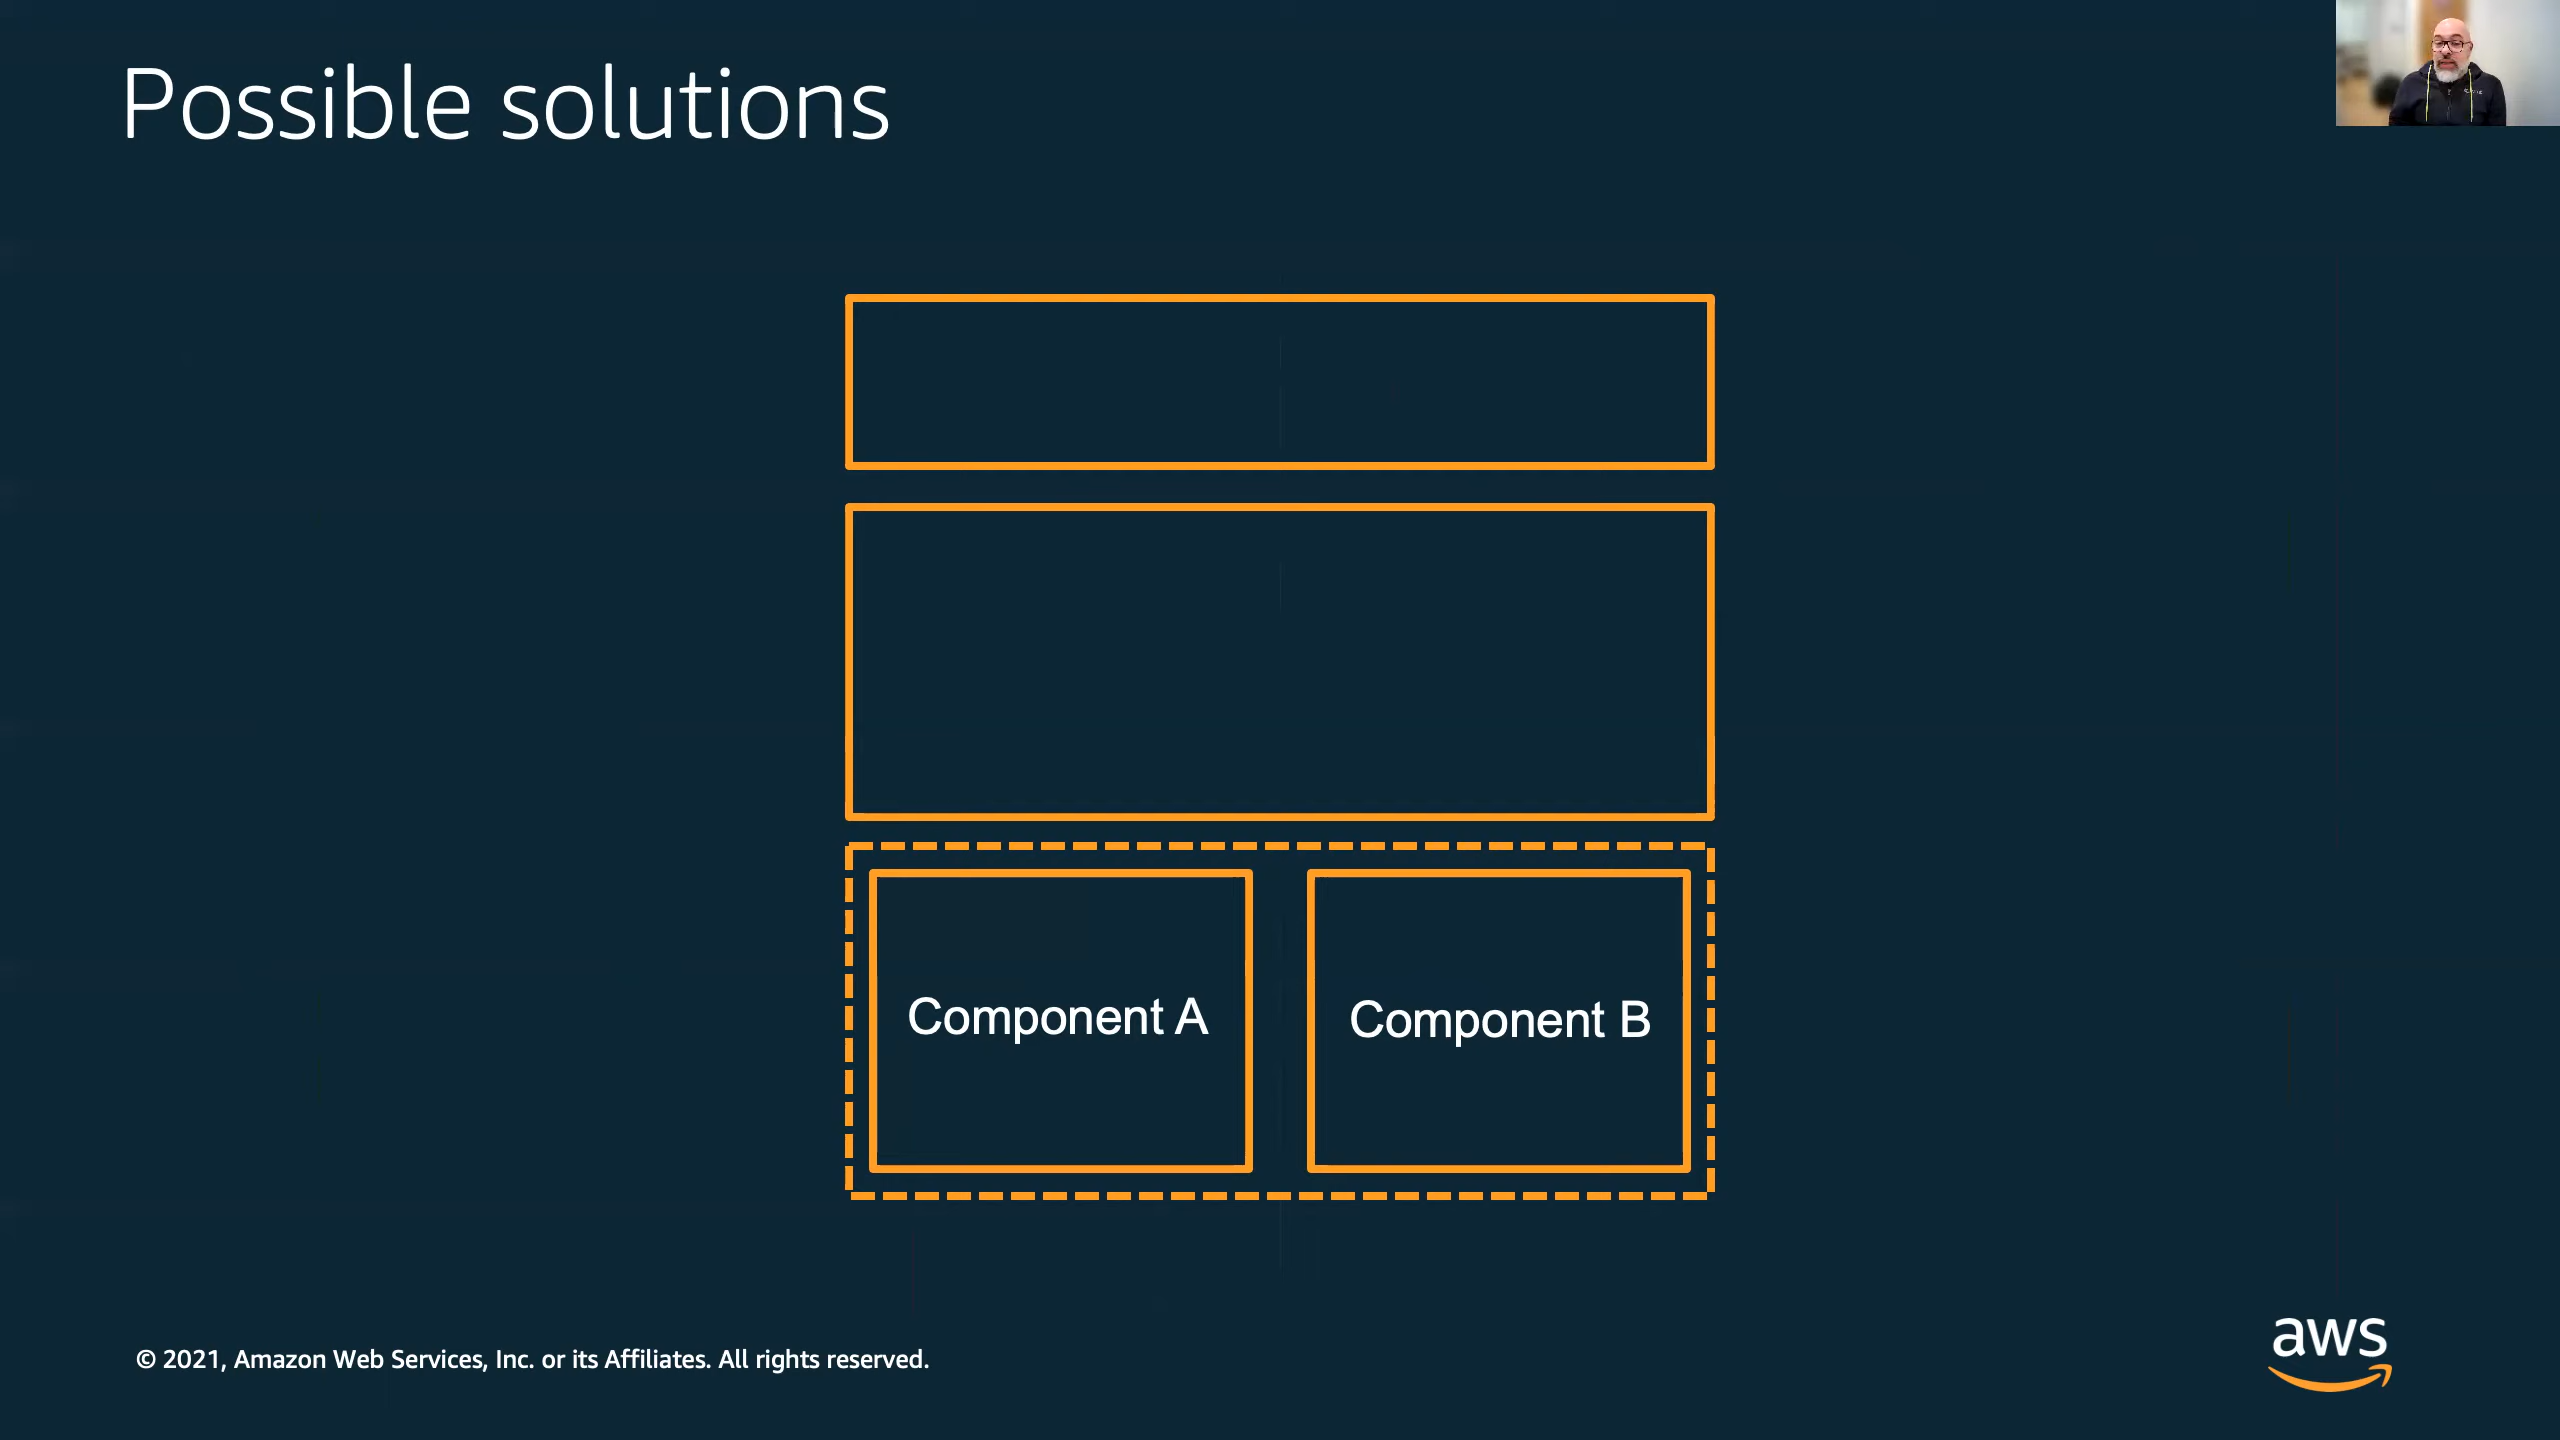 Possible solutions
Component A
Component B
© 2021, Amazon Web Services, Inc. or its Affiliates. All rights reserved.
aws